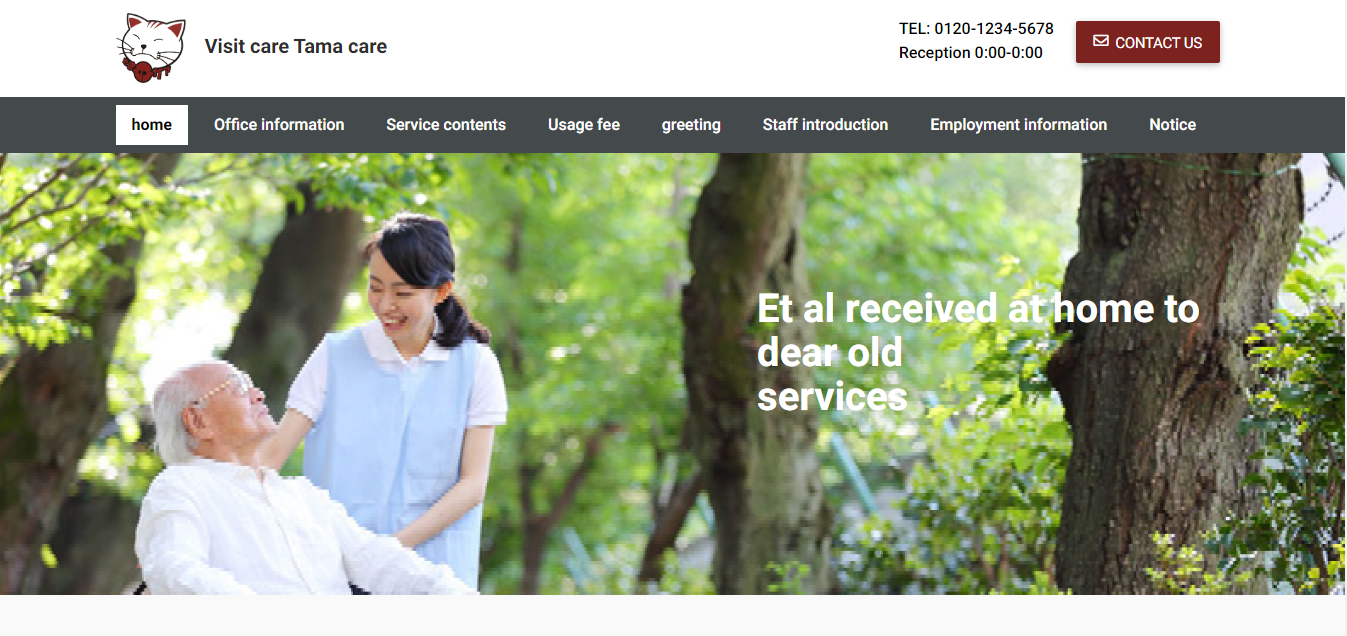 Visit care Tama care
TEL: 0120-1234-5678
Reception 0:00-0:00
CONTACT US
home Office information Service contents Usage fee greeting Staff introduction Employment information Notice
Et al received at home to
dear old
services